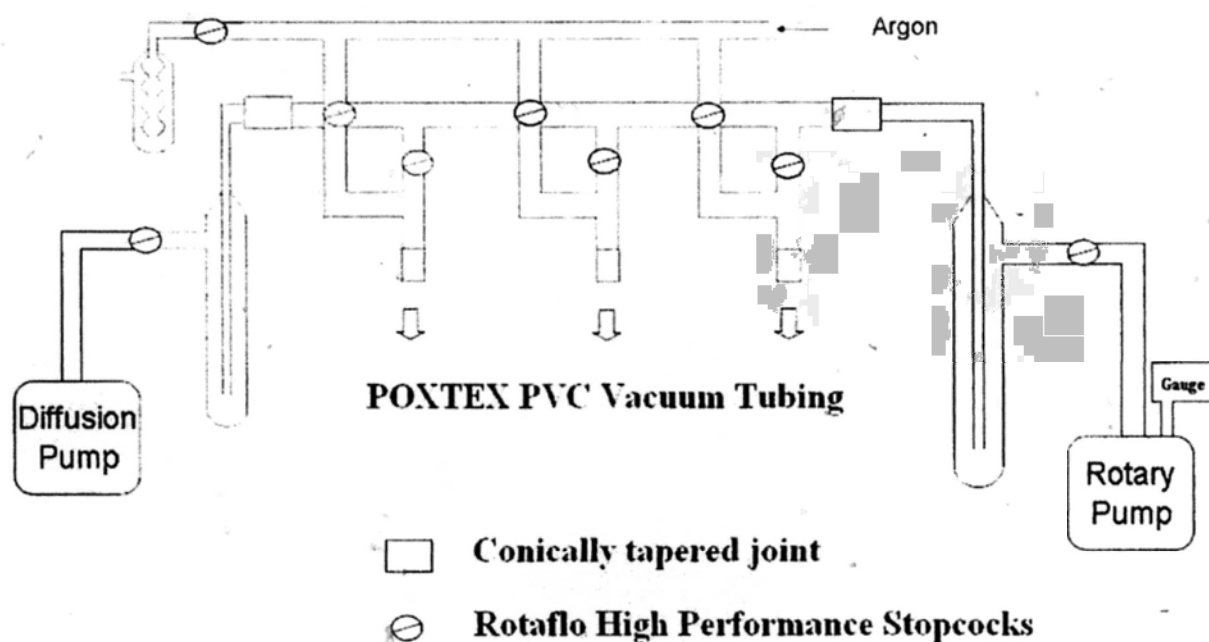 Argon
POXTEX PVC Vacuum Tubing
Diffusion
Pump
Gauge
Rotary
Pump
Conically tapered joint
Rotaflo High Performance Stopcocks